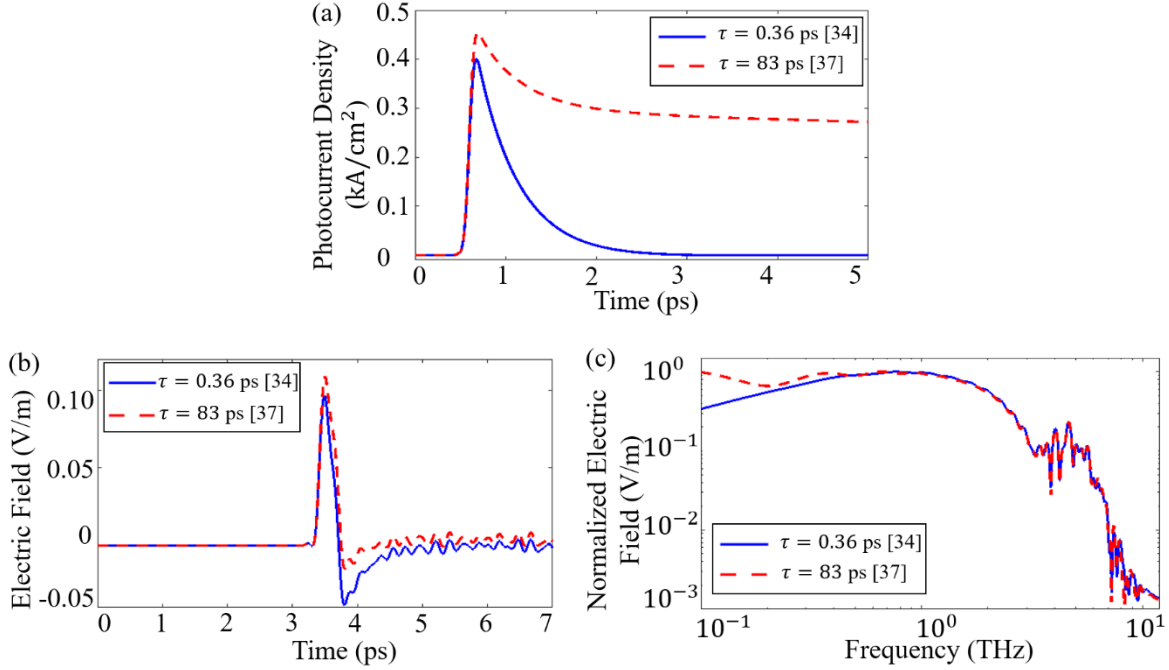 (a)
Photocurrent Density
(kA/cm²)
0.5
0.4
0.3
0.2
0.1
0
τ = 0.36 ps [34]
τ = 83 ps [37]
0 1 2 3 4 5
Time (ps)
(b)
Electric Field (V/m)
0.10
0.05
0
-0.05
τ = 0.36 ps [34]
τ = 83 ps [37]
0 1 2 3 4 5 6 7
Time (ps)
(c)
Normalized Electric
Field (V/m)
10⁰
10⁻¹
10⁻²
10⁻³
τ = 0.36 ps [34]
τ = 83 ps [37]
10⁻¹ 10⁰ 10¹
Frequency (THz)